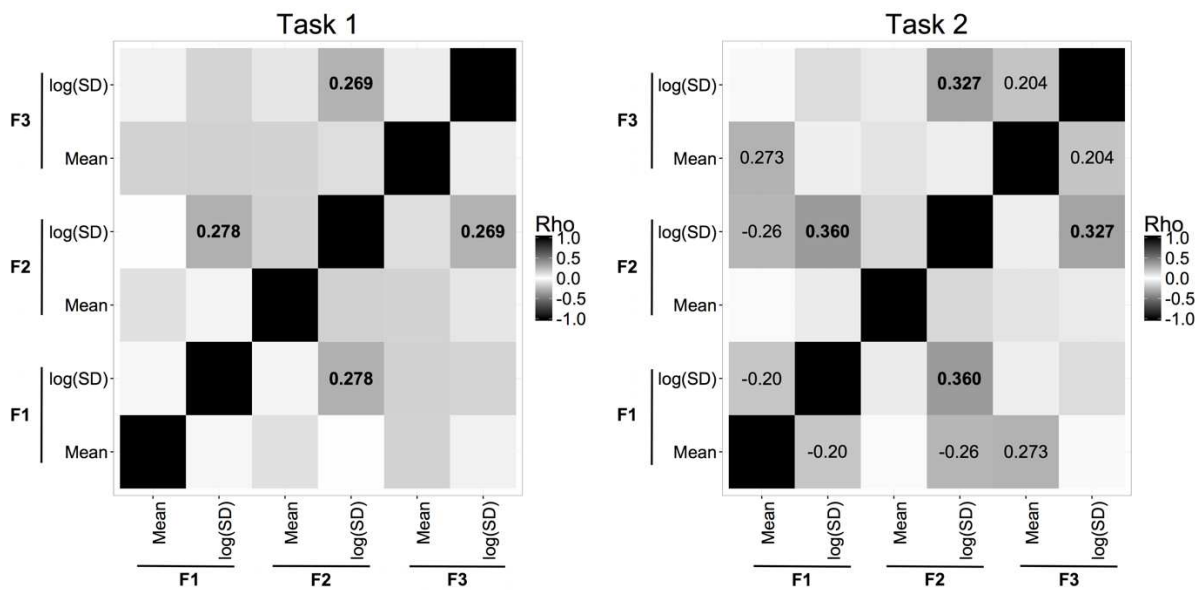 Task 1
F3
log(SD)
0.269
Mean
F2
log(SD)
0.278
0.269
Mean
F1
log(SD)
0.278
Mean
Mean
log(SD)
Mean
log(SD)
Mean
log(SD)
F1
F2
F3
Rho
1.0
0.5
0.0
-0.5
-1.0
Task 2
F3
log(SD)
0.327
0.204
Mean
0.273
0.204
F2
log(SD)
-0.26
0.360
0.327
Mean
F1
log(SD)
-0.20
0.360
Mean
-0.20
-0.26
0.273
Mean
log(SD)
Mean
log(SD)
Mean
log(SD)
F1
F2
F3
Rho
1.0
0.5
0.0
-0.5
-1.0